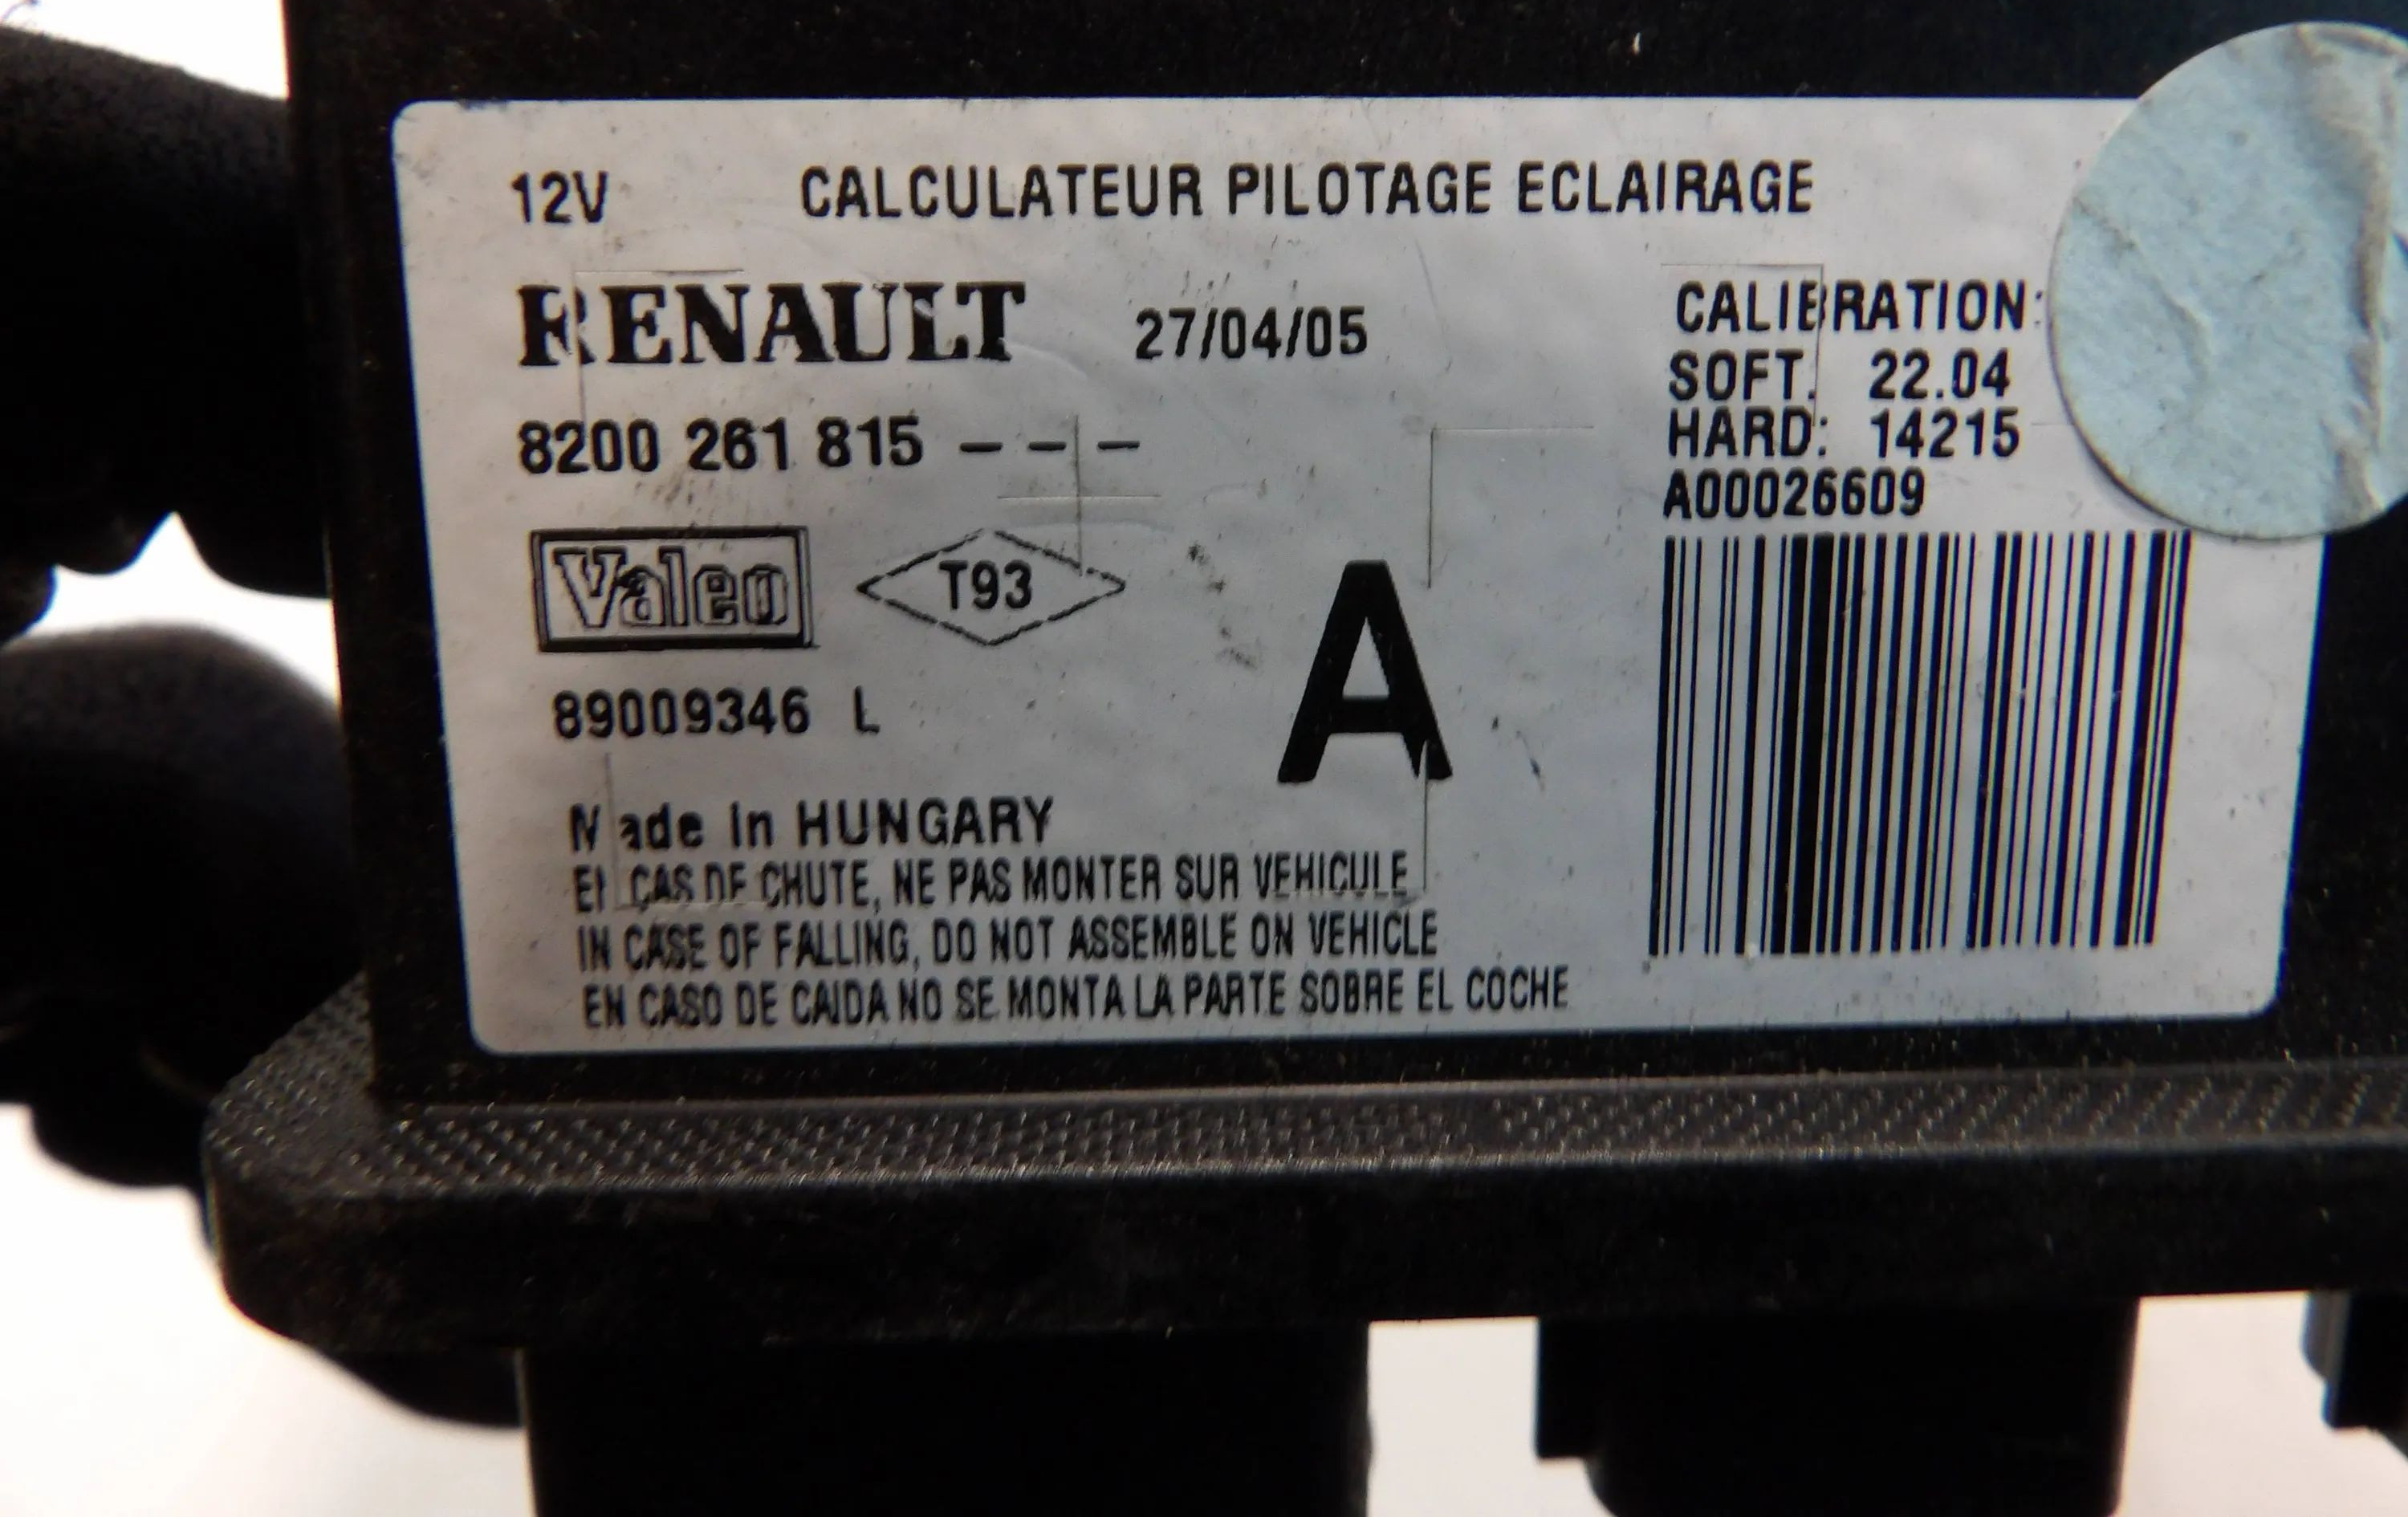 12V CALCULATEUR PILOTAGE ECLAIRAGE
RENAULT 27/04/05
CALIBRATION:
SOFT. 22.04
8200 261 815 - - -
HARD: 14215
A00026609
Valeo T93
A
89009346 L
Made in HUNGARY
EN CAS DE CHUTE, NE PAS MONTER SUR VEHICULE
IN CASE OF FALLING, DO NOT ASSEMBLE ON VEHICLE
EN CASO DE CAIDA NO SE MONTA LA PARTE SOBRE EL COCHE